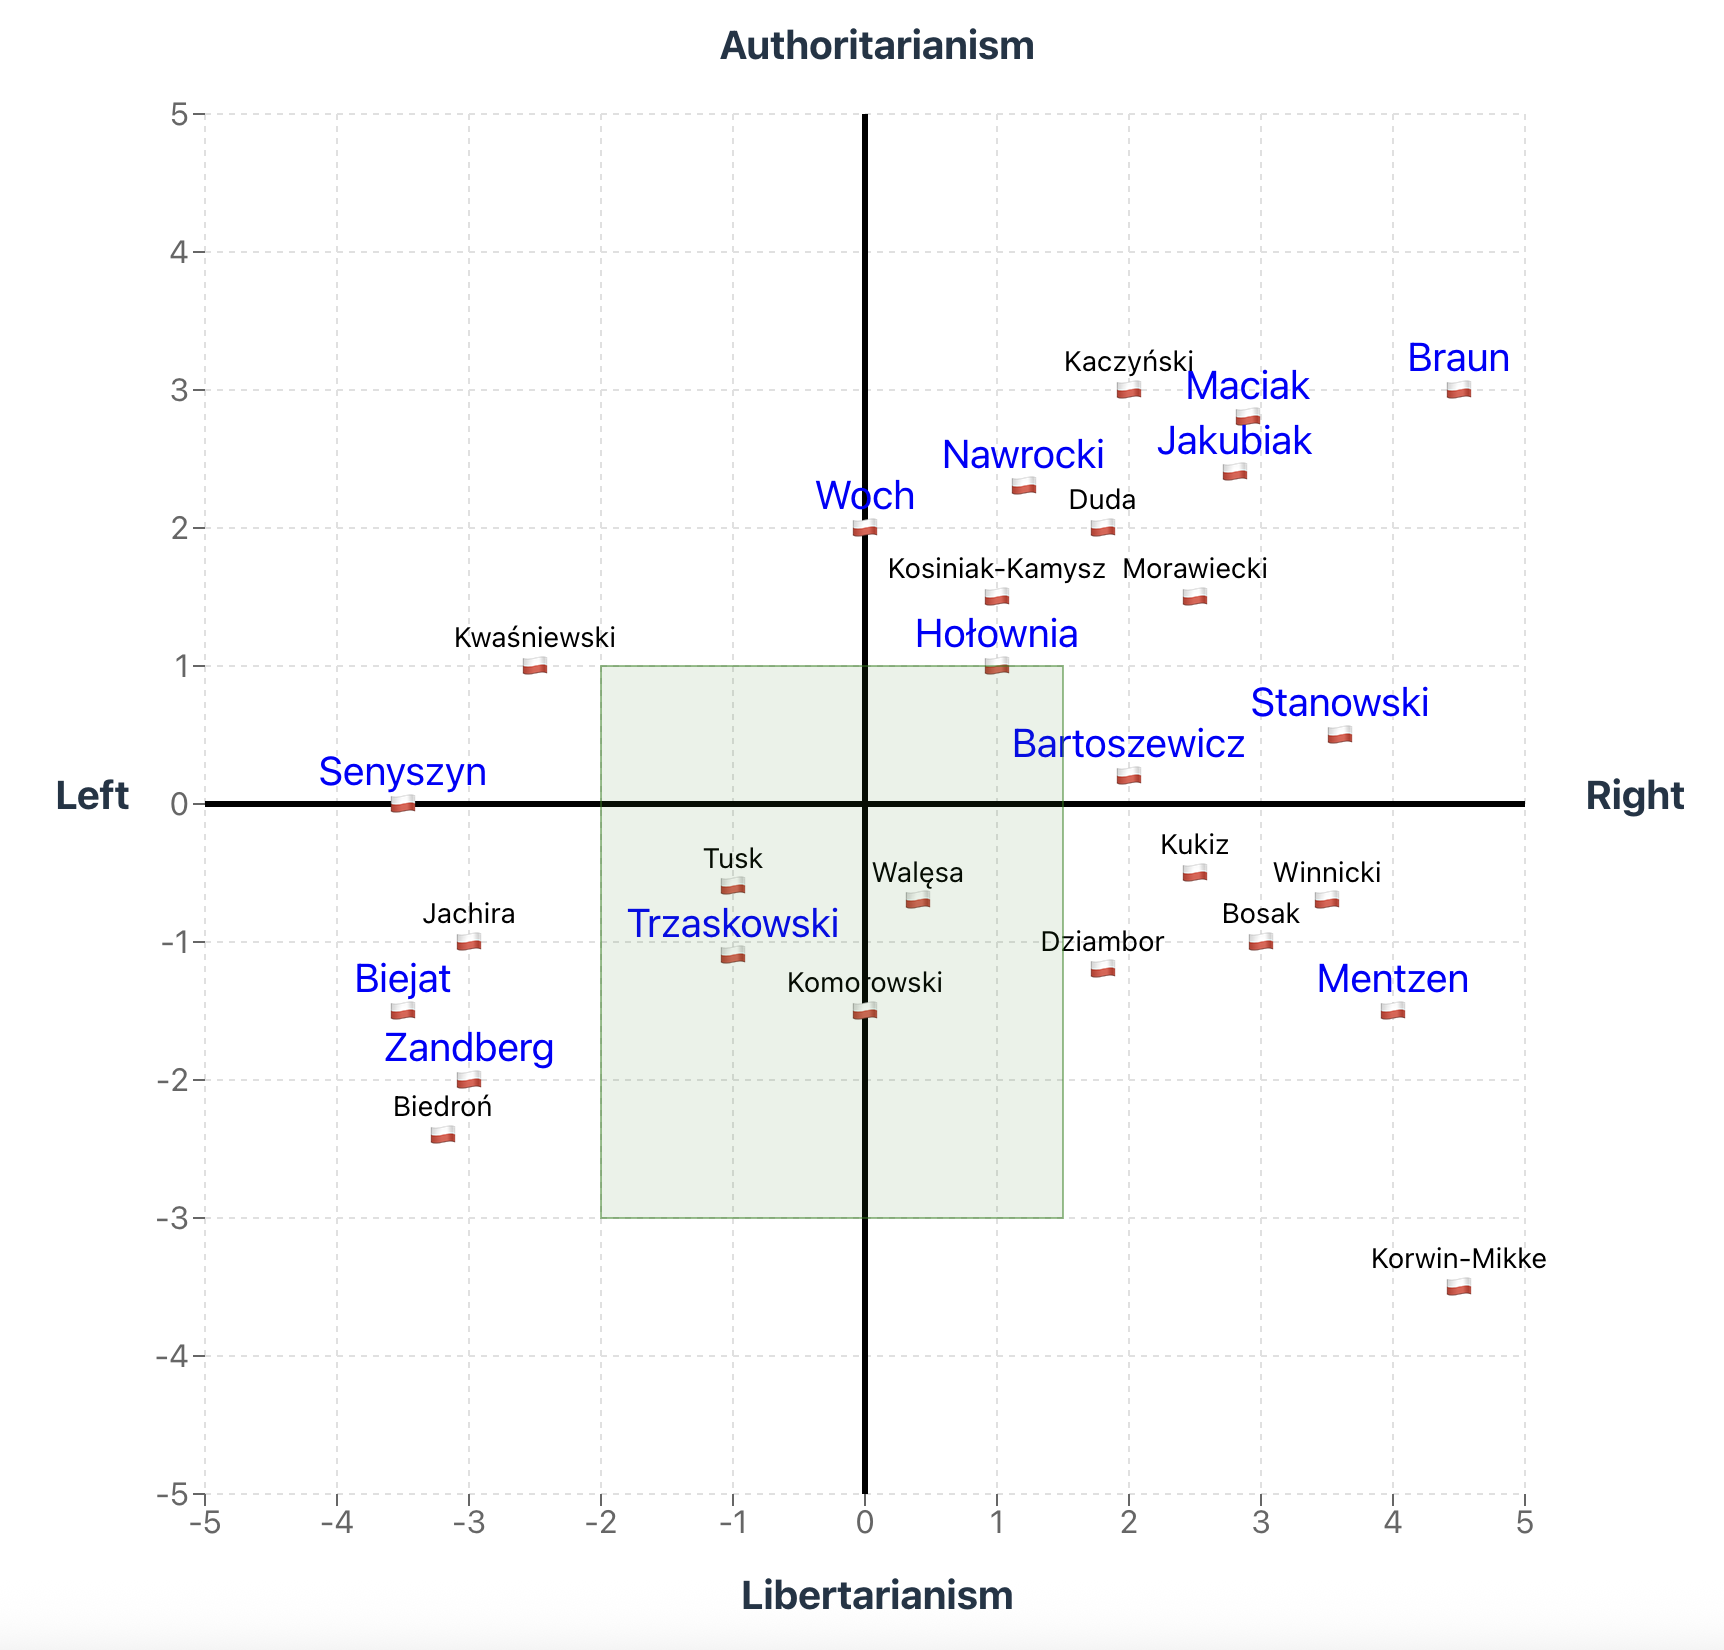 Authoritarianism
5
4
Kaczyński
Braun
3
Maciak
Jakubiak
Nawrocki
Woch
Duda
2
Kosiniak-Kamysz
Morawiecki
Kwaśniewski
Hołownia
1
Stanowski
Bartoszewicz
Senyszyn
Left
0
Right
Kukiz
Tusk
Walęsa
Winnicki
Jachira
Trzaskowski
Bosak
-1
Dziambor
Biejat
Komorowski
Mentzen
Zandberg
-2
Biedroń
-3
Korwin-Mikke
-4
-5
-5 -4 -3 -2 -1 0 1 2 3 4 5
Libertarianism